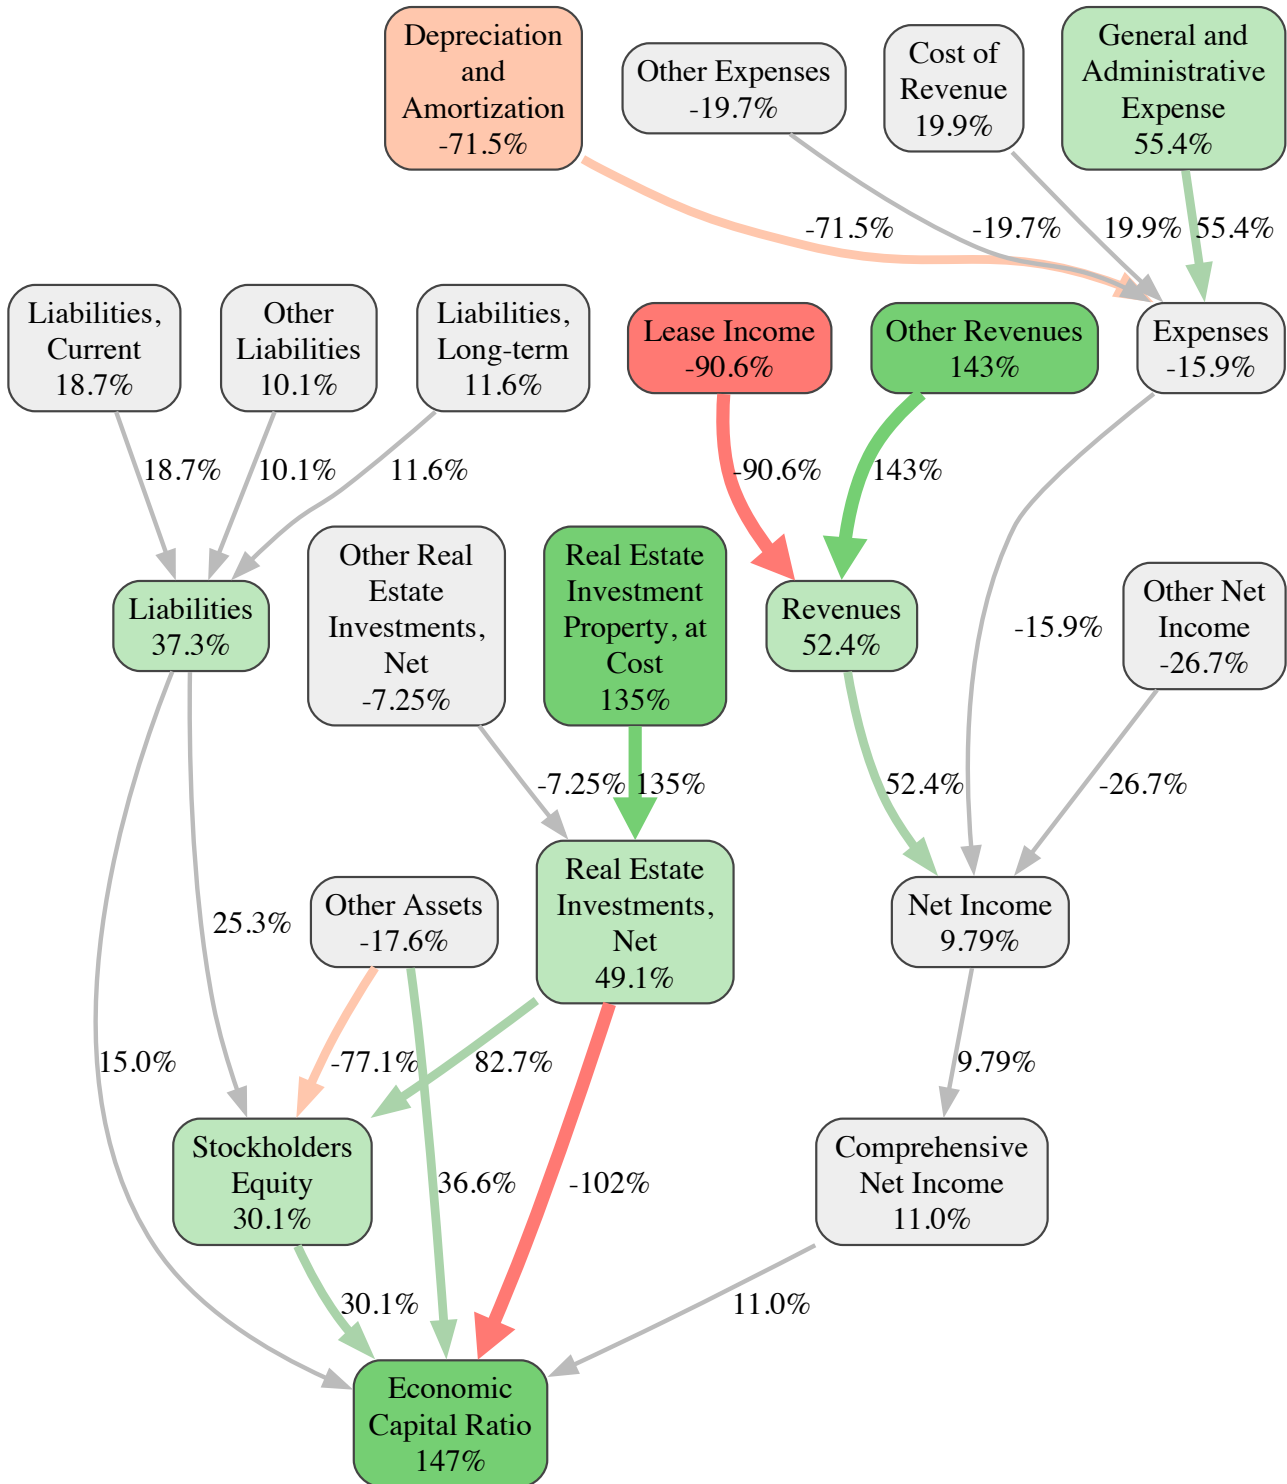 Depreciation
and
Amortization
-71.5%
Other Expenses
-19.7%
Cost of
Revenue
19.9%
General and
Administrative
Expense
55.4%
-71.5%
-19.7%
19.9%
55.4%
Liabilities,
Current
18.7%
Other
Liabilities
10.1%
Liabilities,
Long-term
11.6%
Lease Income
-90.6%
Other Revenues
143%
Expenses
-15.9%
18.7%
10.1%
11.6%
-90.6%
143%
Liabilities
37.3%
Other Real
Estate
Investments,
Net
-7.25%
Real Estate
Investment
Property, at
Cost
135%
Revenues
52.4%
-15.9%
Other Net
Income
-26.7%
-7.25%
135%
52.4%
-26.7%
25.3%
Other Assets
-17.6%
Real Estate
Investments,
Net
49.1%
Net Income
9.79%
15.0%
-77.1%
82.7%
9.79%
Stockholders
Equity
30.1%
36.6%
-102%
Comprehensive
Net Income
11.0%
30.1%
11.0%
Economic
Capital Ratio
147%